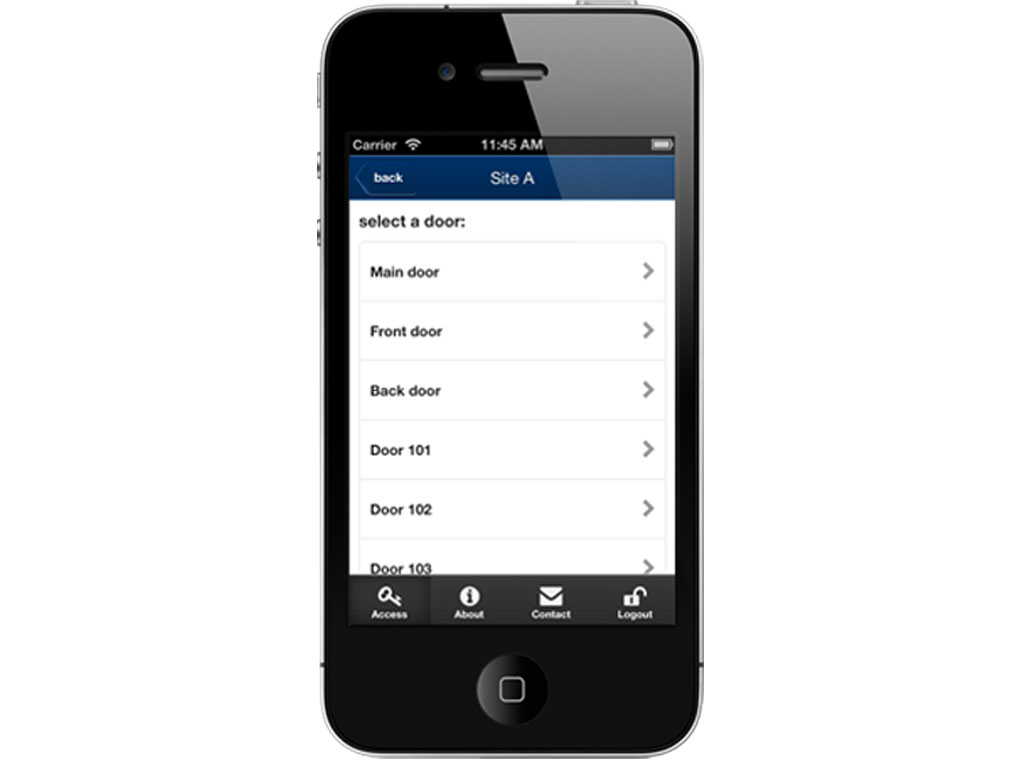 Carrier 11:45 AM
back Site A
select a door:
Main door
Front door
Back door
Door 101
Door 102
Door 103
Access About Contact Logout